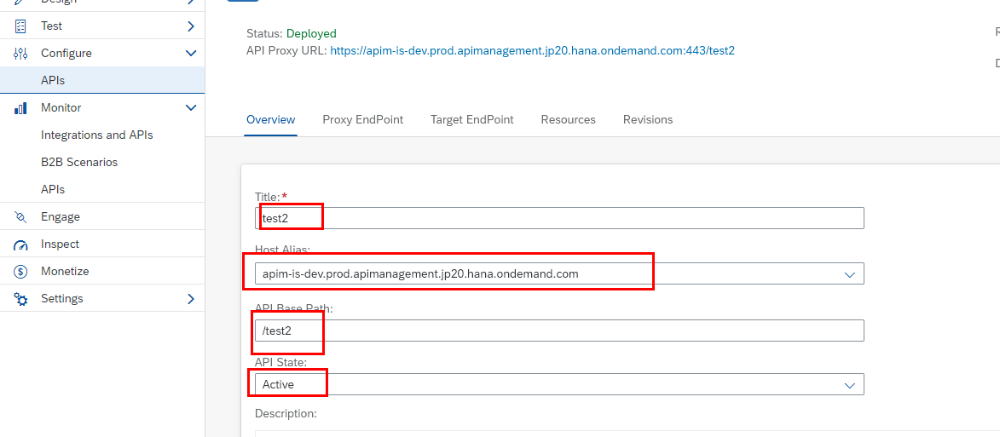 Design
Test
Configure
APIs
Monitor
Integrations and APIs
B2B Scenarios
APIs
Engage
Inspect
Monetize
Settings
Status: Deployed
API Proxy URL: https://apim-is-dev.prod.apimanagement.jp20.hana.ondemand.com:443/test2
Overview Proxy EndPoint Target EndPoint Resources Revisions
Title:*
test2
Host Alias:
apim-is-dev.prod.apimanagement.jp20.hana.ondemand.com
API Base Path:
/test2
API State:
Active
Description: